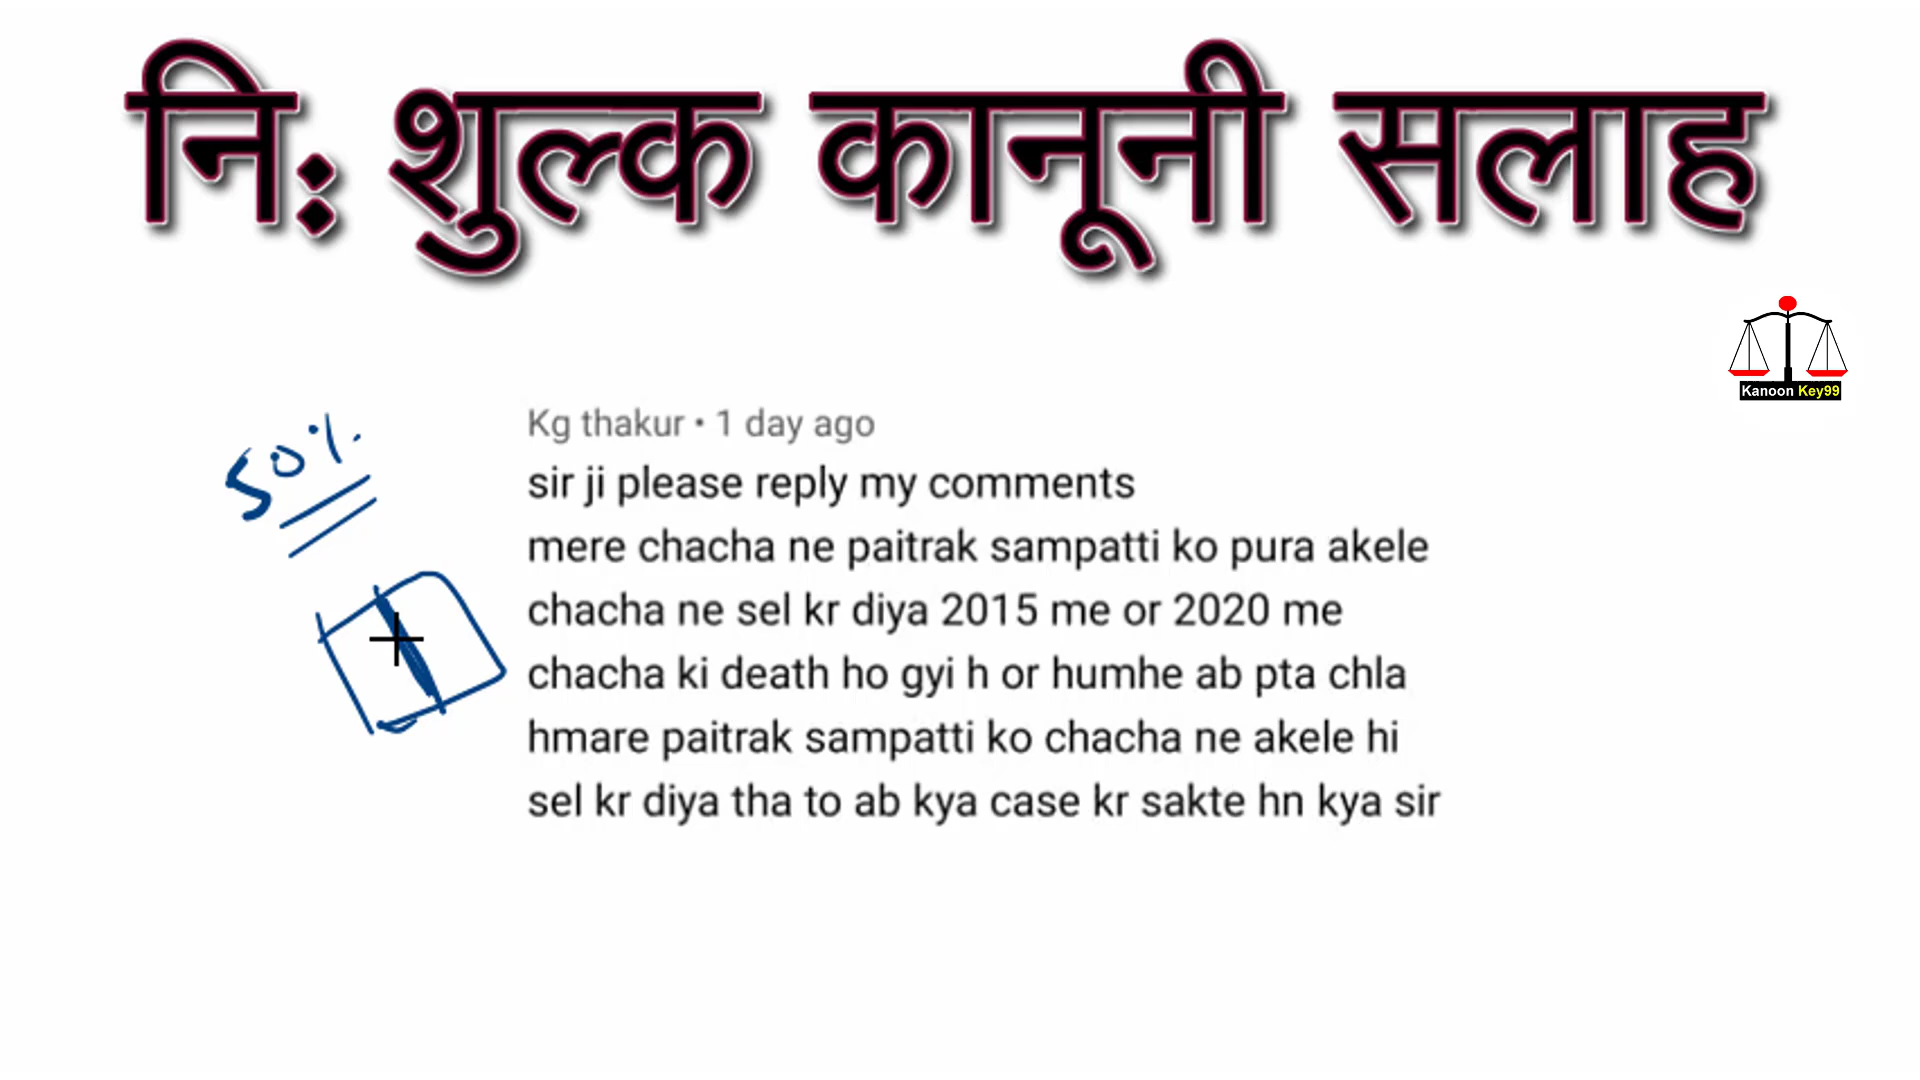 नि: शुल्क कानूनी सलाह
Kanoon Key99
Kg thakur • 1 day ago
50%
sir ji please reply my comments
mere chacha ne paitrak sampatti ko pura akele
chacha ne sel kr diya 2015 me or 2020 me
chacha ki death ho gyi h or humhe ab pta chla
hmare paitrak sampatti ko chacha ne akele hi
sel kr diya tha to ab kya case kr sakte hn kya sir